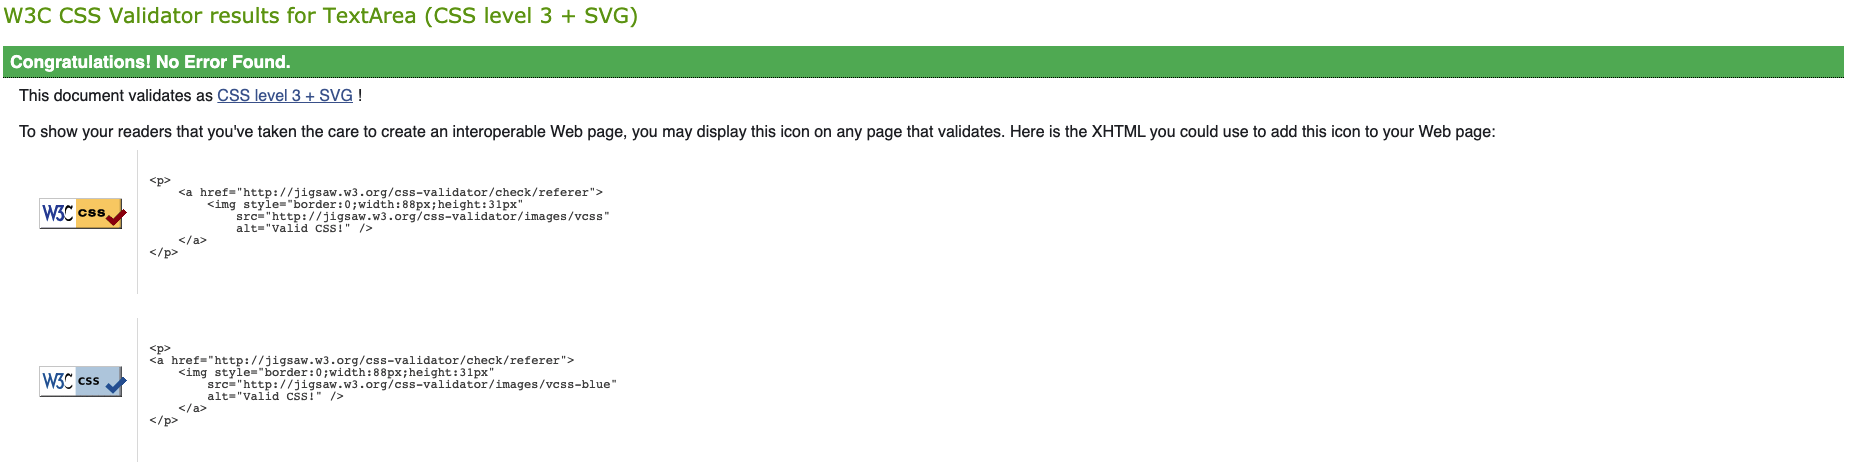 W3C CSS Validator results for TextArea (CSS level 3 + SVG)
Congratulations! No Error Found.
This document validates as CSS level 3 + SVG !
To show your readers that you've taken the care to create an interoperable Web page, you may display this icon on any page that validates. Here is the XHTML you could use to add this icon to your Web page:
W3C css
<p>
<a href="http://jigsaw.w3.org/css-validator/check/referer">
<img style="border:0;width:88px;height:31px"
src="http://jigsaw.w3.org/css-validator/images/vcss"
alt="Valid CSS!" />
</a>
</p>
W3C css
<p>
<a href="http://jigsaw.w3.org/css-validator/check/referer">
<img style="border:0;width:88px;height:31px"
src="http://jigsaw.w3.org/css-validator/images/vcss-blue"
alt="Valid CSS!" />
</a>
</p>